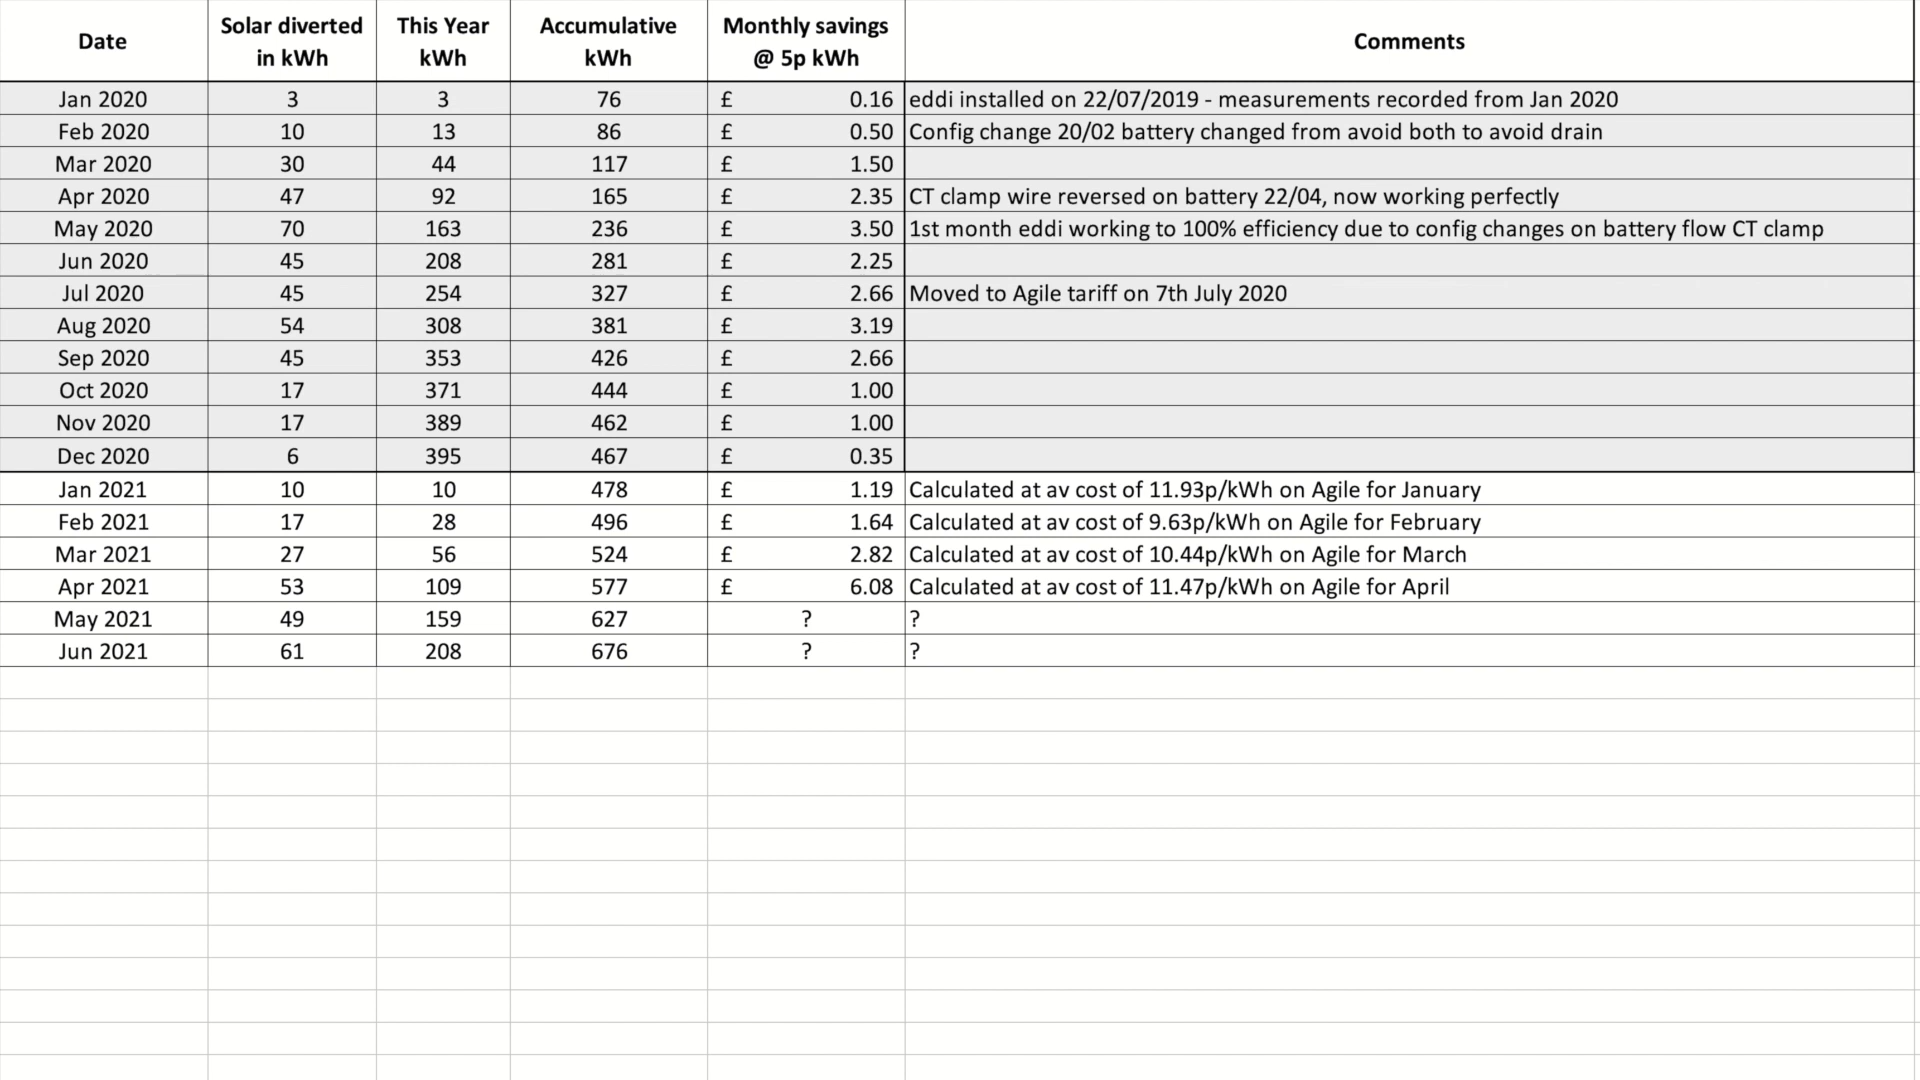 Date Solar diverted in kWh This Year kWh Accumulative kWh Monthly savings @ 5p kWh Comments
Jan 2020 3 3 76 £ 0.16 eddi installed on 22/07/2019 - measurements recorded from Jan 2020
Feb 2020 10 13 86 £ 0.50 Config change 20/02 battery changed from avoid both to avoid drain
Mar 2020 30 44 117 £ 1.50
Apr 2020 47 92 165 £ 2.35 CT clamp wire reversed on battery 22/04, now working perfectly
May 2020 70 163 236 £ 3.50 1st month eddi working to 100% efficiency due to config changes on battery flow CT clamp
Jun 2020 45 208 281 £ 2.25
Jul 2020 45 254 327 £ 2.66 Moved to Agile tariff on 7th July 2020
Aug 2020 54 308 381 £ 3.19
Sep 2020 45 353 426 £ 2.66
Oct 2020 17 371 444 £ 1.00
Nov 2020 17 389 462 £ 1.00
Dec 2020 6 395 467 £ 0.35
Jan 2021 10 10 478 £ 1.19 Calculated at av cost of 11.93p/kWh on Agile for January
Feb 2021 17 28 496 £ 1.64 Calculated at av cost of 9.63p/kWh on Agile for February
Mar 2021 27 56 524 £ 2.82 Calculated at av cost of 10.44p/kWh on Agile for March
Apr 2021 53 109 577 £ 6.08 Calculated at av cost of 11.47p/kWh on Agile for April
May 2021 49 159 627 ? ?
Jun 2021 61 208 676 ? ?